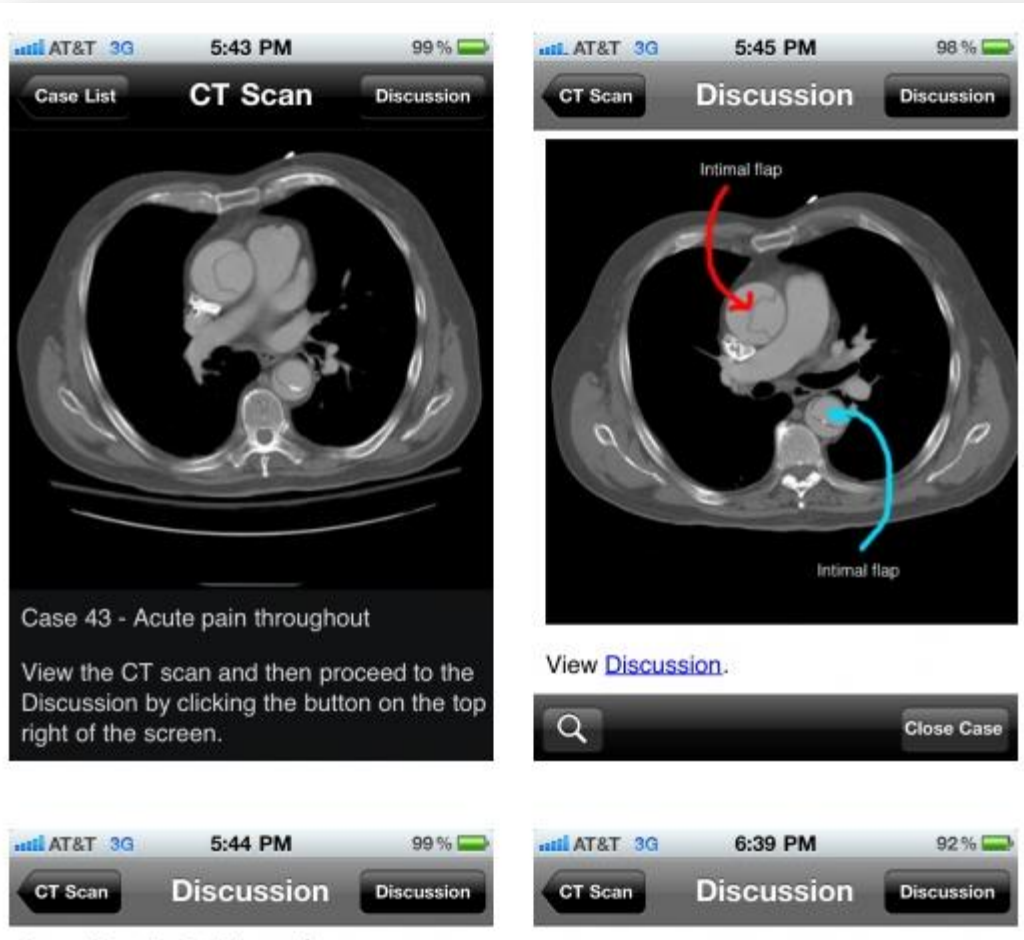 AT&T 3G 5:43 PM 99%
Case List CT Scan Discussion
Case 43 - Acute pain throughout
View the CT scan and then proceed to the
Discussion by clicking the button on the top
right of the screen.
AT&T 3G 5:45 PM 98%
CT Scan Discussion Discussion
Intimal flap
Intimal flap
View Discussion.
Close Case
AT&T 3G 5:44 PM 99%
CT Scan Discussion Discussion
AT&T 3G 6:39 PM 92%
CT Scan Discussion Discussion